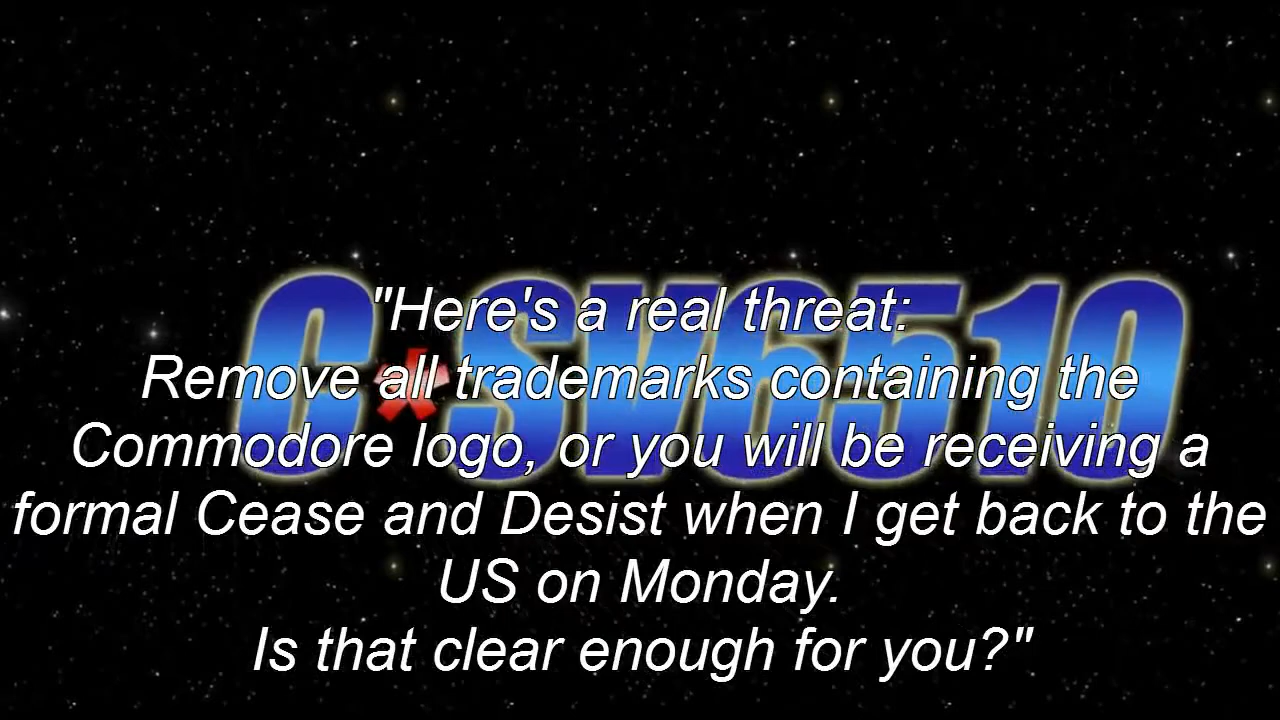 C*SV6510
"Here's a real threat:
Remove all trademarks containing the
Commodore logo, or you will be receiving a
formal Cease and Desist when I get back to the
US on Monday.
Is that clear enough for you?"